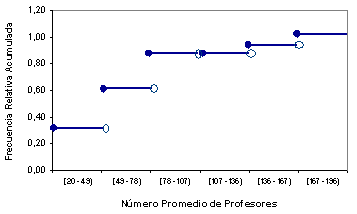 Frecuencia Relativa Acumulada
1,20
1,00
0,80
0,60
0,40
0,20
0,00
[20 - 49) [49 - 78) [78 - 107) [107 - 136) [136 - 167) [167 - 196)
Número Promedio de Profesores